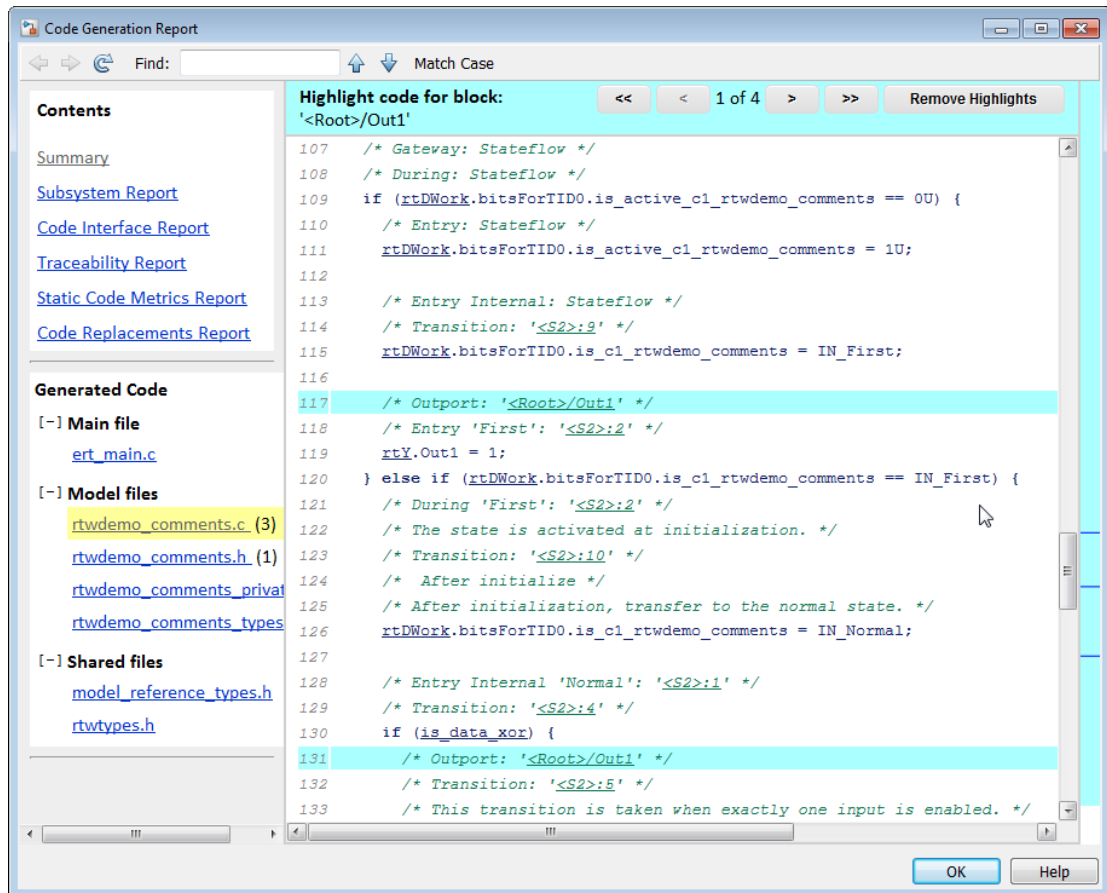 Code Generation Report
Find: Match Case
Contents
Summary
Subsystem Report
Code Interface Report
Traceability Report
Static Code Metrics Report
Code Replacements Report
Generated Code
[-] Main file
ert_main.c
[-] Model files
rtwdemo_comments.c (3)
rtwdemo_comments.h (1)
rtwdemo_comments_privat
rtwdemo_comments_types
[-] Shared files
model_reference_types.h
rtwtypes.h
Highlight code for block: << < 1 of 4 > >> Remove Highlights
'<Root>/Out1'
107 /* Gateway: Stateflow */
108 /* During: Stateflow */
109 if (rtDWork.bitsForTID0.is_active_c1_rtwdemo_comments == 0U) {
110 /* Entry: Stateflow */
111 rtDWork.bitsForTID0.is_active_c1_rtwdemo_comments = 1U;
112
113 /* Entry Internal: Stateflow */
114 /* Transition: '<S2>:9' */
115 rtDWork.bitsForTID0.is_c1_rtwdemo_comments = IN_First;
116
117 /* Outport: '<Root>/Out1' */
118 /* Entry 'First': '<S2>:2' */
119 rtY.Out1 = 1;
120 } else if (rtDWork.bitsForTID0.is_c1_rtwdemo_comments == IN_First) {
121 /* During 'First': '<S2>:2' */
122 /* The state is activated at initialization. */
123 /* Transition: '<S2>:10' */
124 /*  After initialize */
125 /* After initialization, transfer to the normal state. */
126 rtDWork.bitsForTID0.is_c1_rtwdemo_comments = IN_Normal;
127
128 /* Entry Internal 'Normal': '<S2>:1' */
129 /* Transition: '<S2>:4' */
130 if (is_data_xor) {
131 /* Outport: '<Root>/Out1' */
132 /* Transition: '<S2>:5' */
133 /* This transition is taken when exactly one input is enabled. */
OK Help